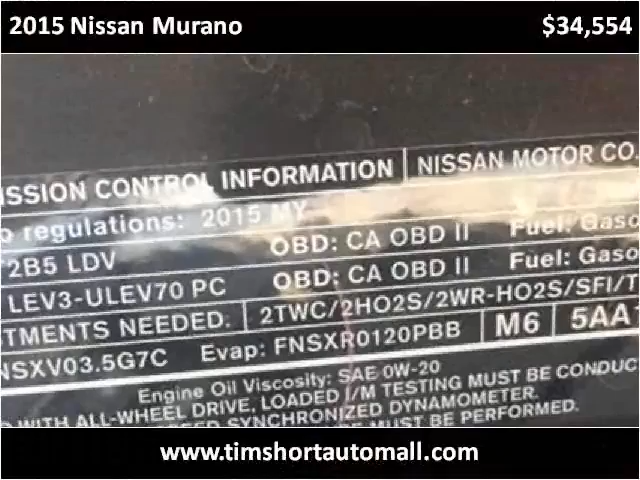 2015 Nissan Murano $34,554
ISSION CONTROL INFORMATION NISSAN MOTOR CO.
regulations: 2015 MY
2B5 LDV OBD: CA OBD II Fuel: Gaso
LEV3-ULEV70 PC OBD: CA OBD II Fuel: Gaso
TMENTS NEEDED. 2TWC/2HO2S/2WR-HO2S/SFI/T
NSXV03.5G7C Evap: FNSXR0120PBB M6 5AA
Engine Oil Viscosity: SAE 0W-20
WITH ALL-WHEEL DRIVE, LOADED I/M TESTING MUST BE CONDUC
SPEED SYNCHRONIZED DYNAMOMETER.
MUST BE PERFORMED.
www.timshortautomall.com